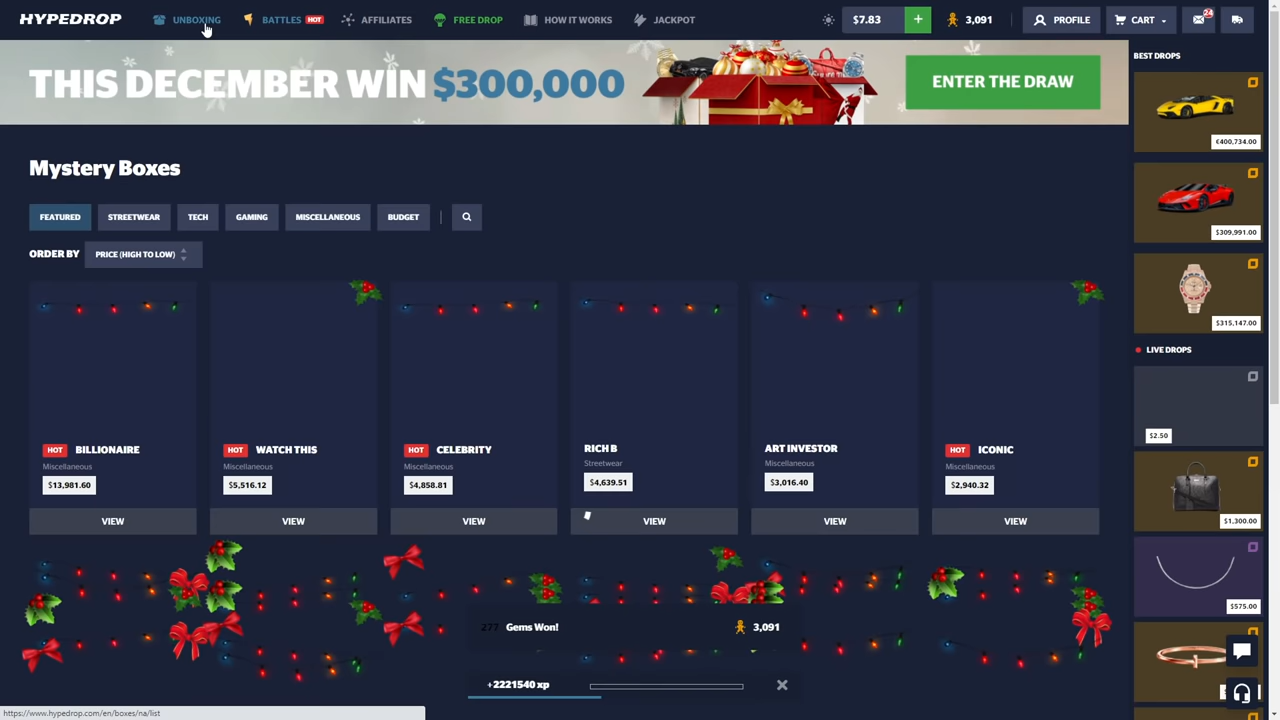 HYPEDROP
UNBOXING
BATTLES HOT
AFFILIATES
FREE DROP
HOW IT WORKS
JACKPOT
$7.83
+
3,091
PROFILE
CART
24
THIS DECEMBER WIN $300,000
ENTER THE DRAW
BEST DROPS
€400,734.00
$309,991.00
$315,147.00
LIVE DROPS
$2.50
$1,300.00
$575.00
Mystery Boxes
FEATURED
STREETWEAR
TECH
GAMING
MISCELLANEOUS
BUDGET
ORDER BY
PRICE (HIGH TO LOW)
HOT BILLIONAIRE
Miscellaneous
$13,981.60
VIEW
HOT WATCH THIS
Miscellaneous
$5,516.12
VIEW
HOT CELEBRITY
Miscellaneous
$4,858.81
VIEW
RICH B
Streetwear
$4,639.51
VIEW
ART INVESTOR
Miscellaneous
$3,016.40
VIEW
HOT ICONIC
Miscellaneous
$2,940.32
VIEW
277 Gems Won!
3,091
+2221540 xp
https://www.hypedrop.com/en/boxes/na/list